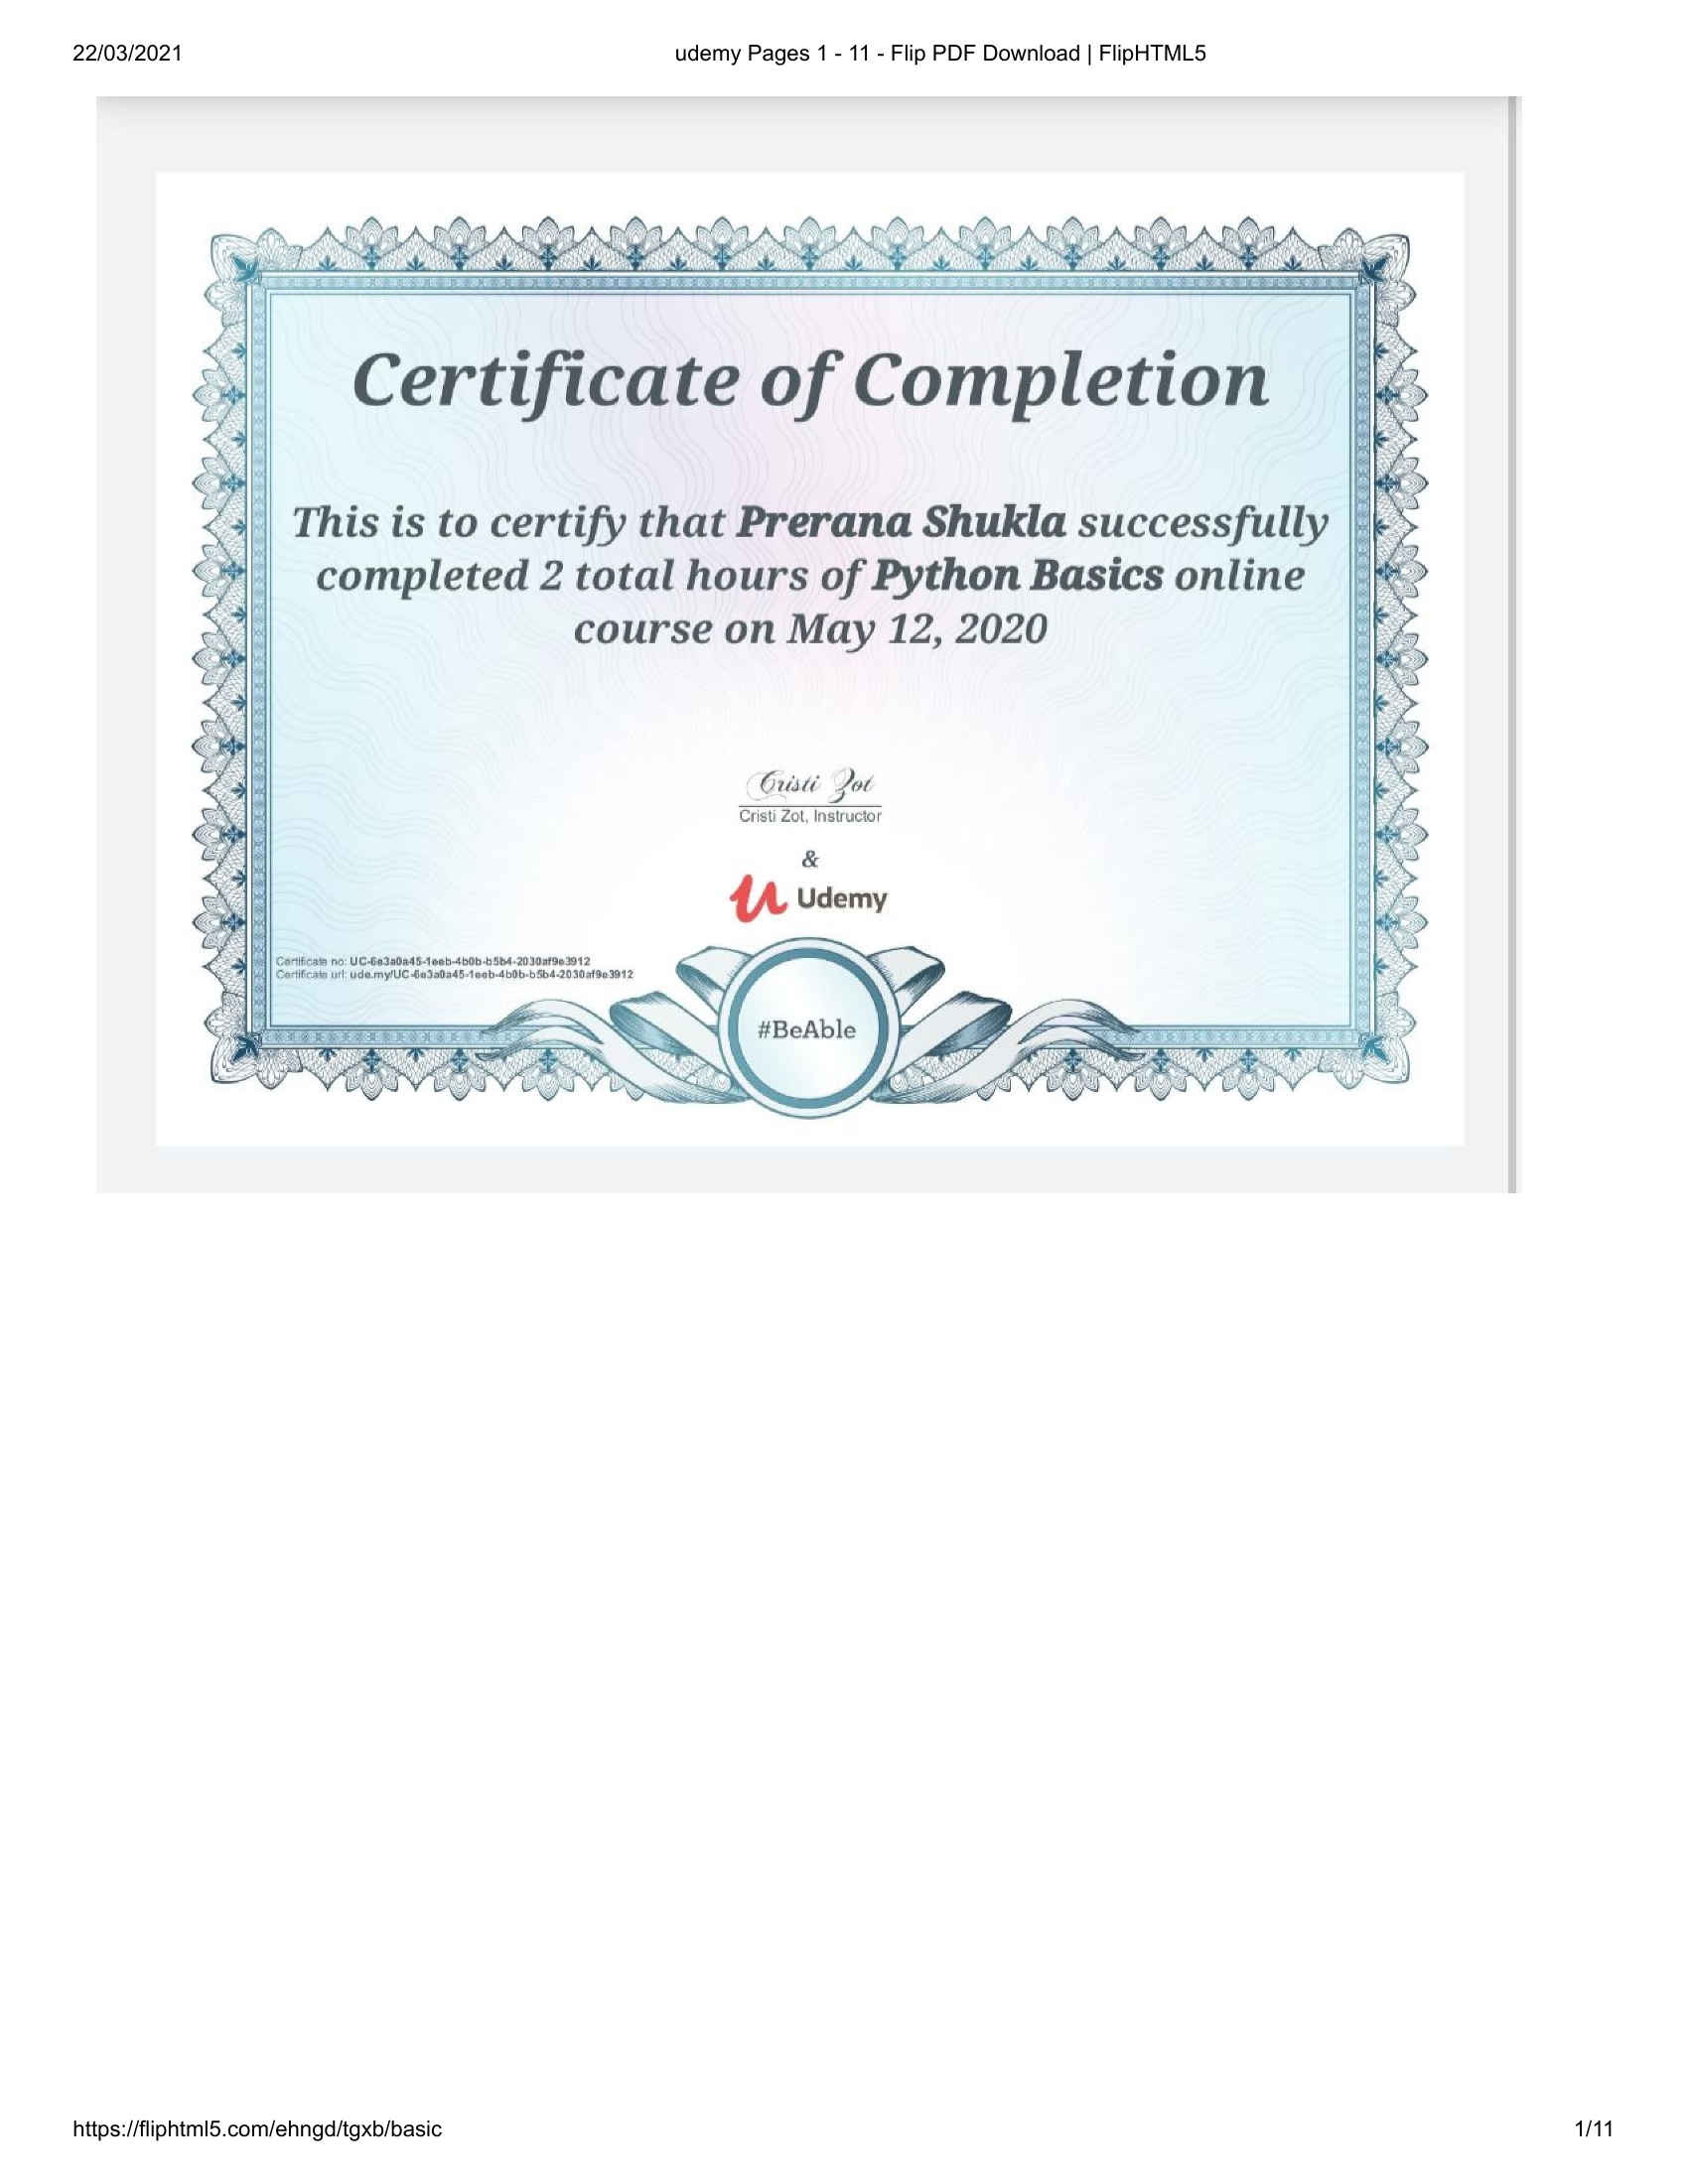 22/03/2021
udemy Pages 1 - 11 - Flip PDF Download | FlipHTML5
Certificate of Completion
This is to certify that Prerana Shukla successfully
completed 2 total hours of Python Basics online
course on May 12, 2020
Cristi Zot
Cristi Zot, Instructor
&
Udemy
Certificate no: UC-6e3a0a45-1eeb-4b0b-b5b4-2030af9e3912
Certificate url: ude.my/UC-6e3a0a45-1eeb-4b0b-b5b4-2030af9e3912
#BeAble
https://fliphtml5.com/ehngd/tgxb/basic
1/11